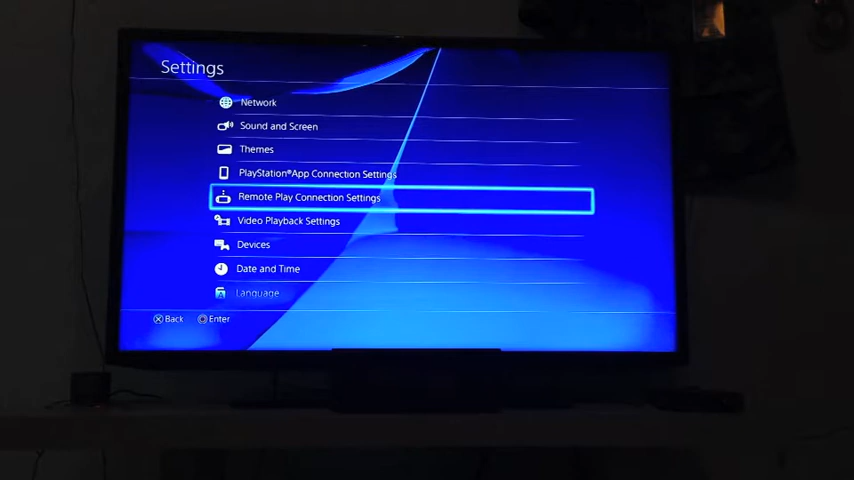 Settings
Network
Sound and Screen
Themes
PlayStation®App Connection Settings
Remote Play Connection Settings
Video Playback Settings
Devices
Date and Time
Language
Back Enter